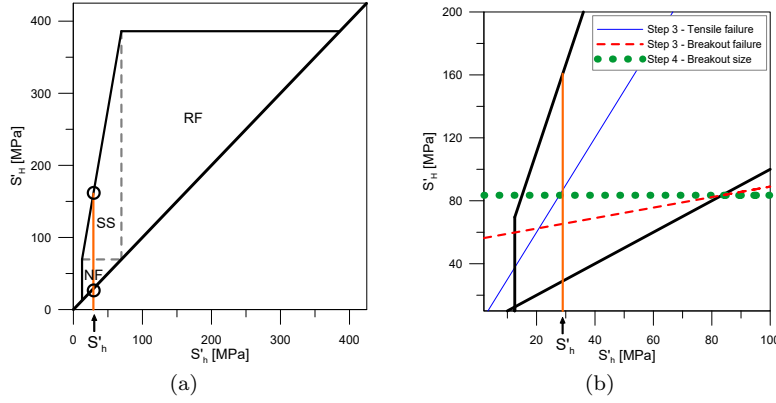 400
300
200
100
0
S'H [MPa]
RF
SS
NF
0 100 200 300 400
S'h
S'h [MPa]
(a)
200
160
120
80
40
S'H [MPa]
Step 3 - Tensile failure
Step 3 - Breakout failure
Step 4 - Breakout size
20 40 60 80 100
S'h
S'h [MPa]
(b)